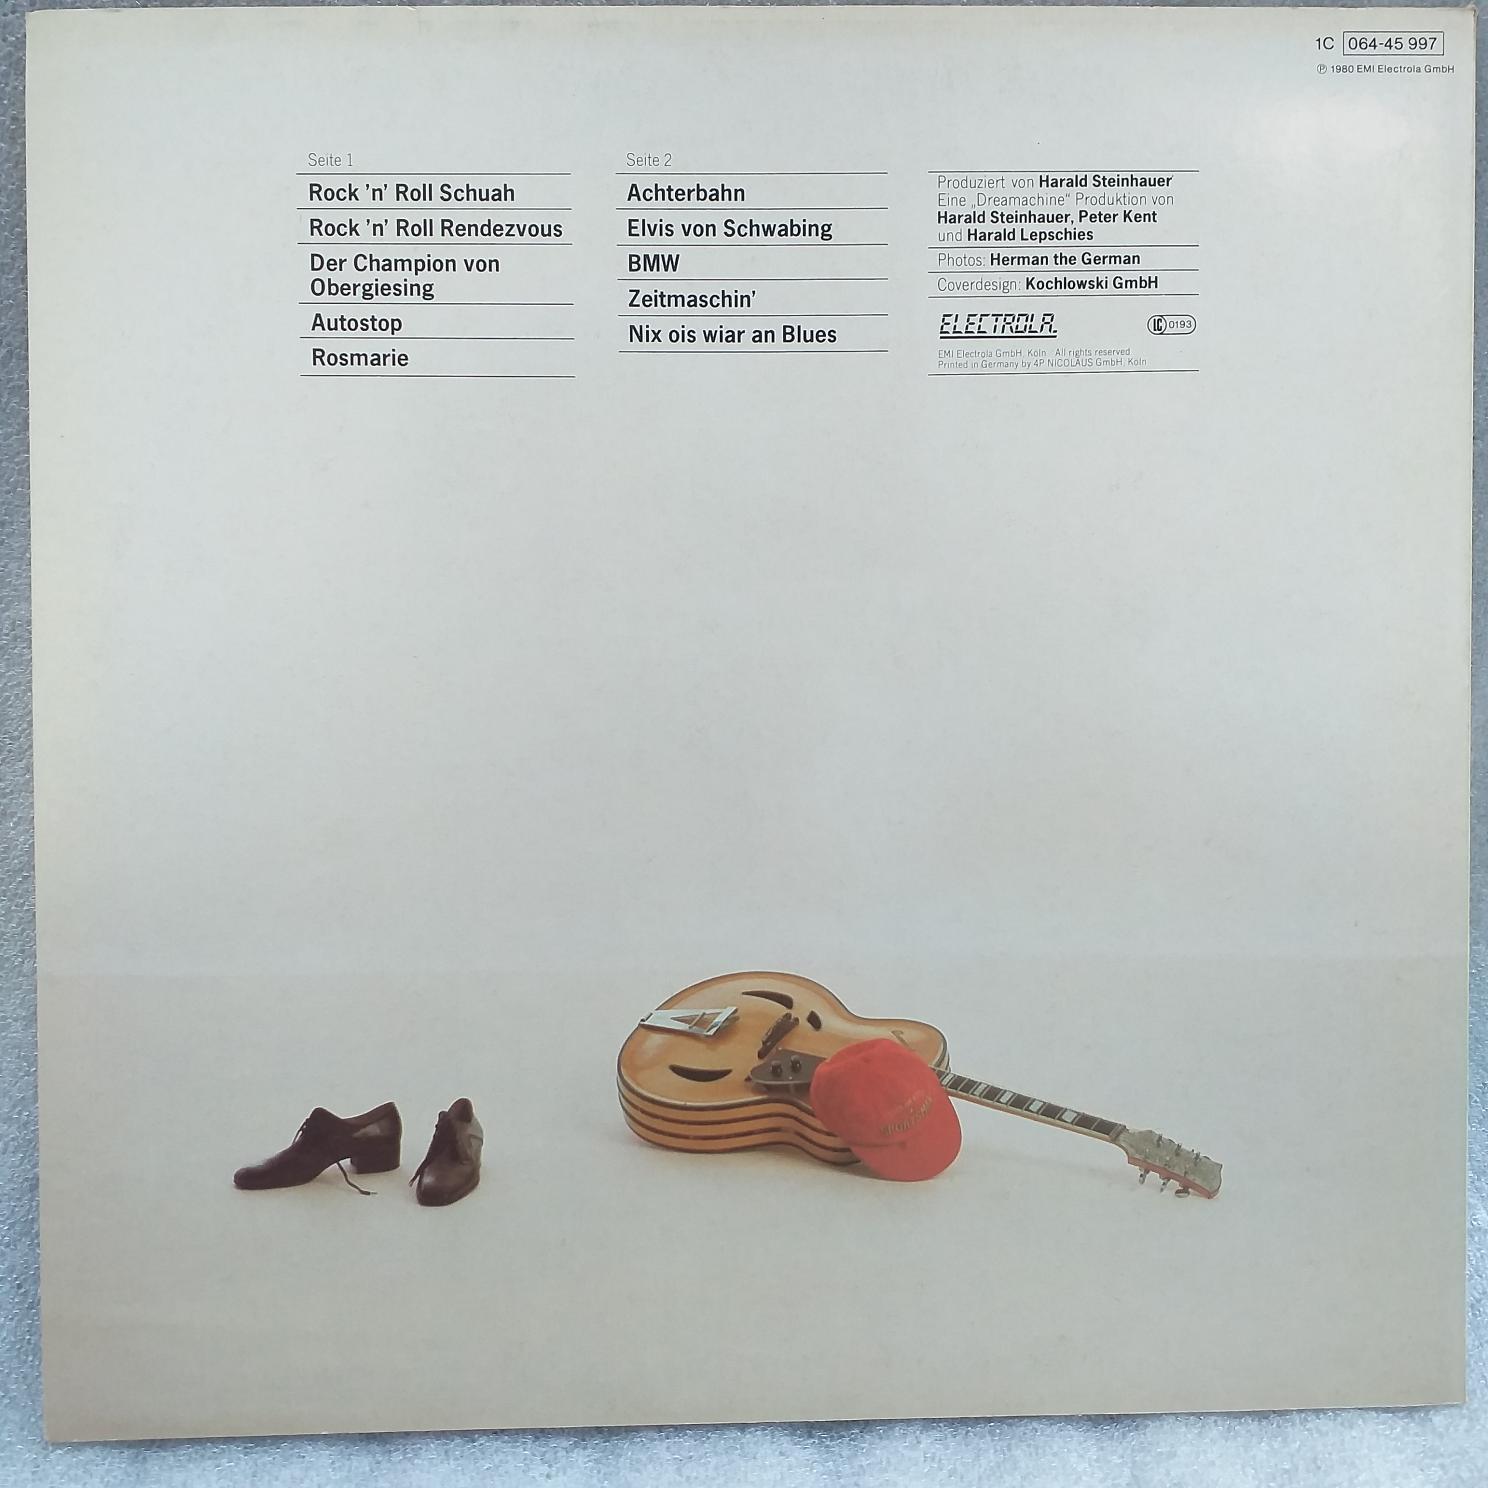 1C 064-45 997
℗ 1980 EMI Electrola GmbH
Seite 1
Rock 'n' Roll Schuah
Rock 'n' Roll Rendezvous
Der Champion von
Obergiesing
Autostop
Rosmarie
Seite 2
Achterbahn
Elvis von Schwabing
BMW
Zeitmaschin'
Nix ois wiar an Blues
Produziert von Harald Steinhauer
Eine „Dreamachine“ Produktion von
Harald Steinhauer, Peter Kent
und Harald Lepschies
Photos: Herman the German
Coverdesign: Kochlowski GmbH
ELECTROLA
LC 0193
EMI Electrola GmbH, Köln All rights reserved
Printed in Germany by 4P NICOLAUS GmbH, Köln